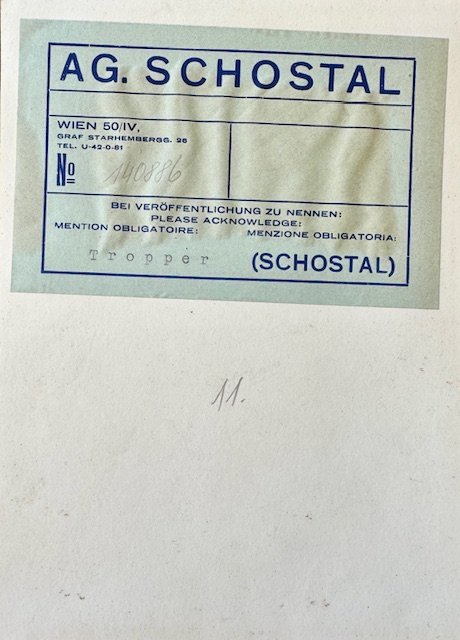 AG. SCHOSTAL
WIEN 50/IV,
GRAF STARHEMBERGG. 26
TEL. U-42-0-61
No 140886
BEI VERÖFFENTLICHUNG ZU NENNEN:
PLEASE ACKNOWLEDGE:
MENTION OBLIGATOIRE: MENZIONE OBLIGATORIA:
Tropper (SCHOSTAL)
11.